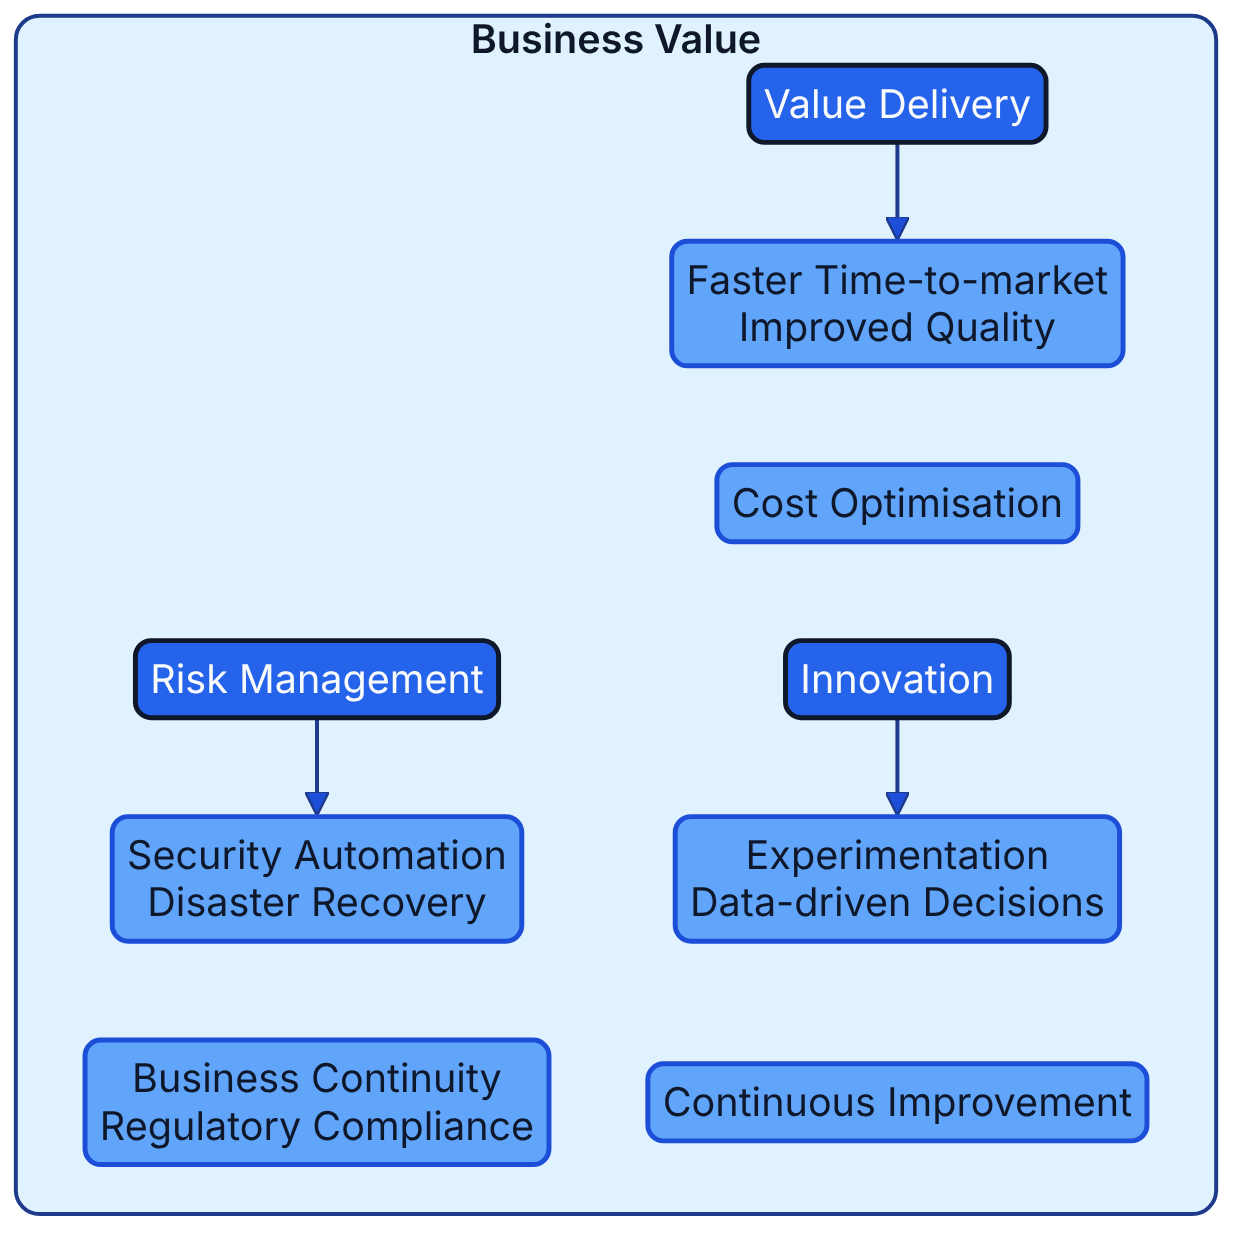 Business Value
Value Delivery
Faster Time-to-market
Improved Quality
Cost Optimisation
Risk Management
Innovation
Security Automation
Disaster Recovery
Experimentation
Data-driven Decisions
Business Continuity
Regulatory Compliance
Continuous Improvement